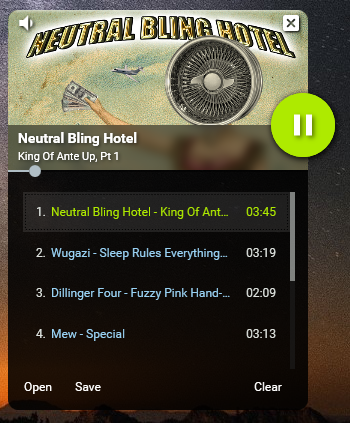 NEUTRAL BLING HOTEL
Neutral Bling Hotel
King Of Ante Up, Pt 1
1. Neutral Bling Hotel - King Of Ant... 03:45
2. Wugazi - Sleep Rules Everything... 03:19
3. Dillinger Four - Fuzzy Pink Hand-... 02:09
4. Mew - Special 03:13
Open Save Clear